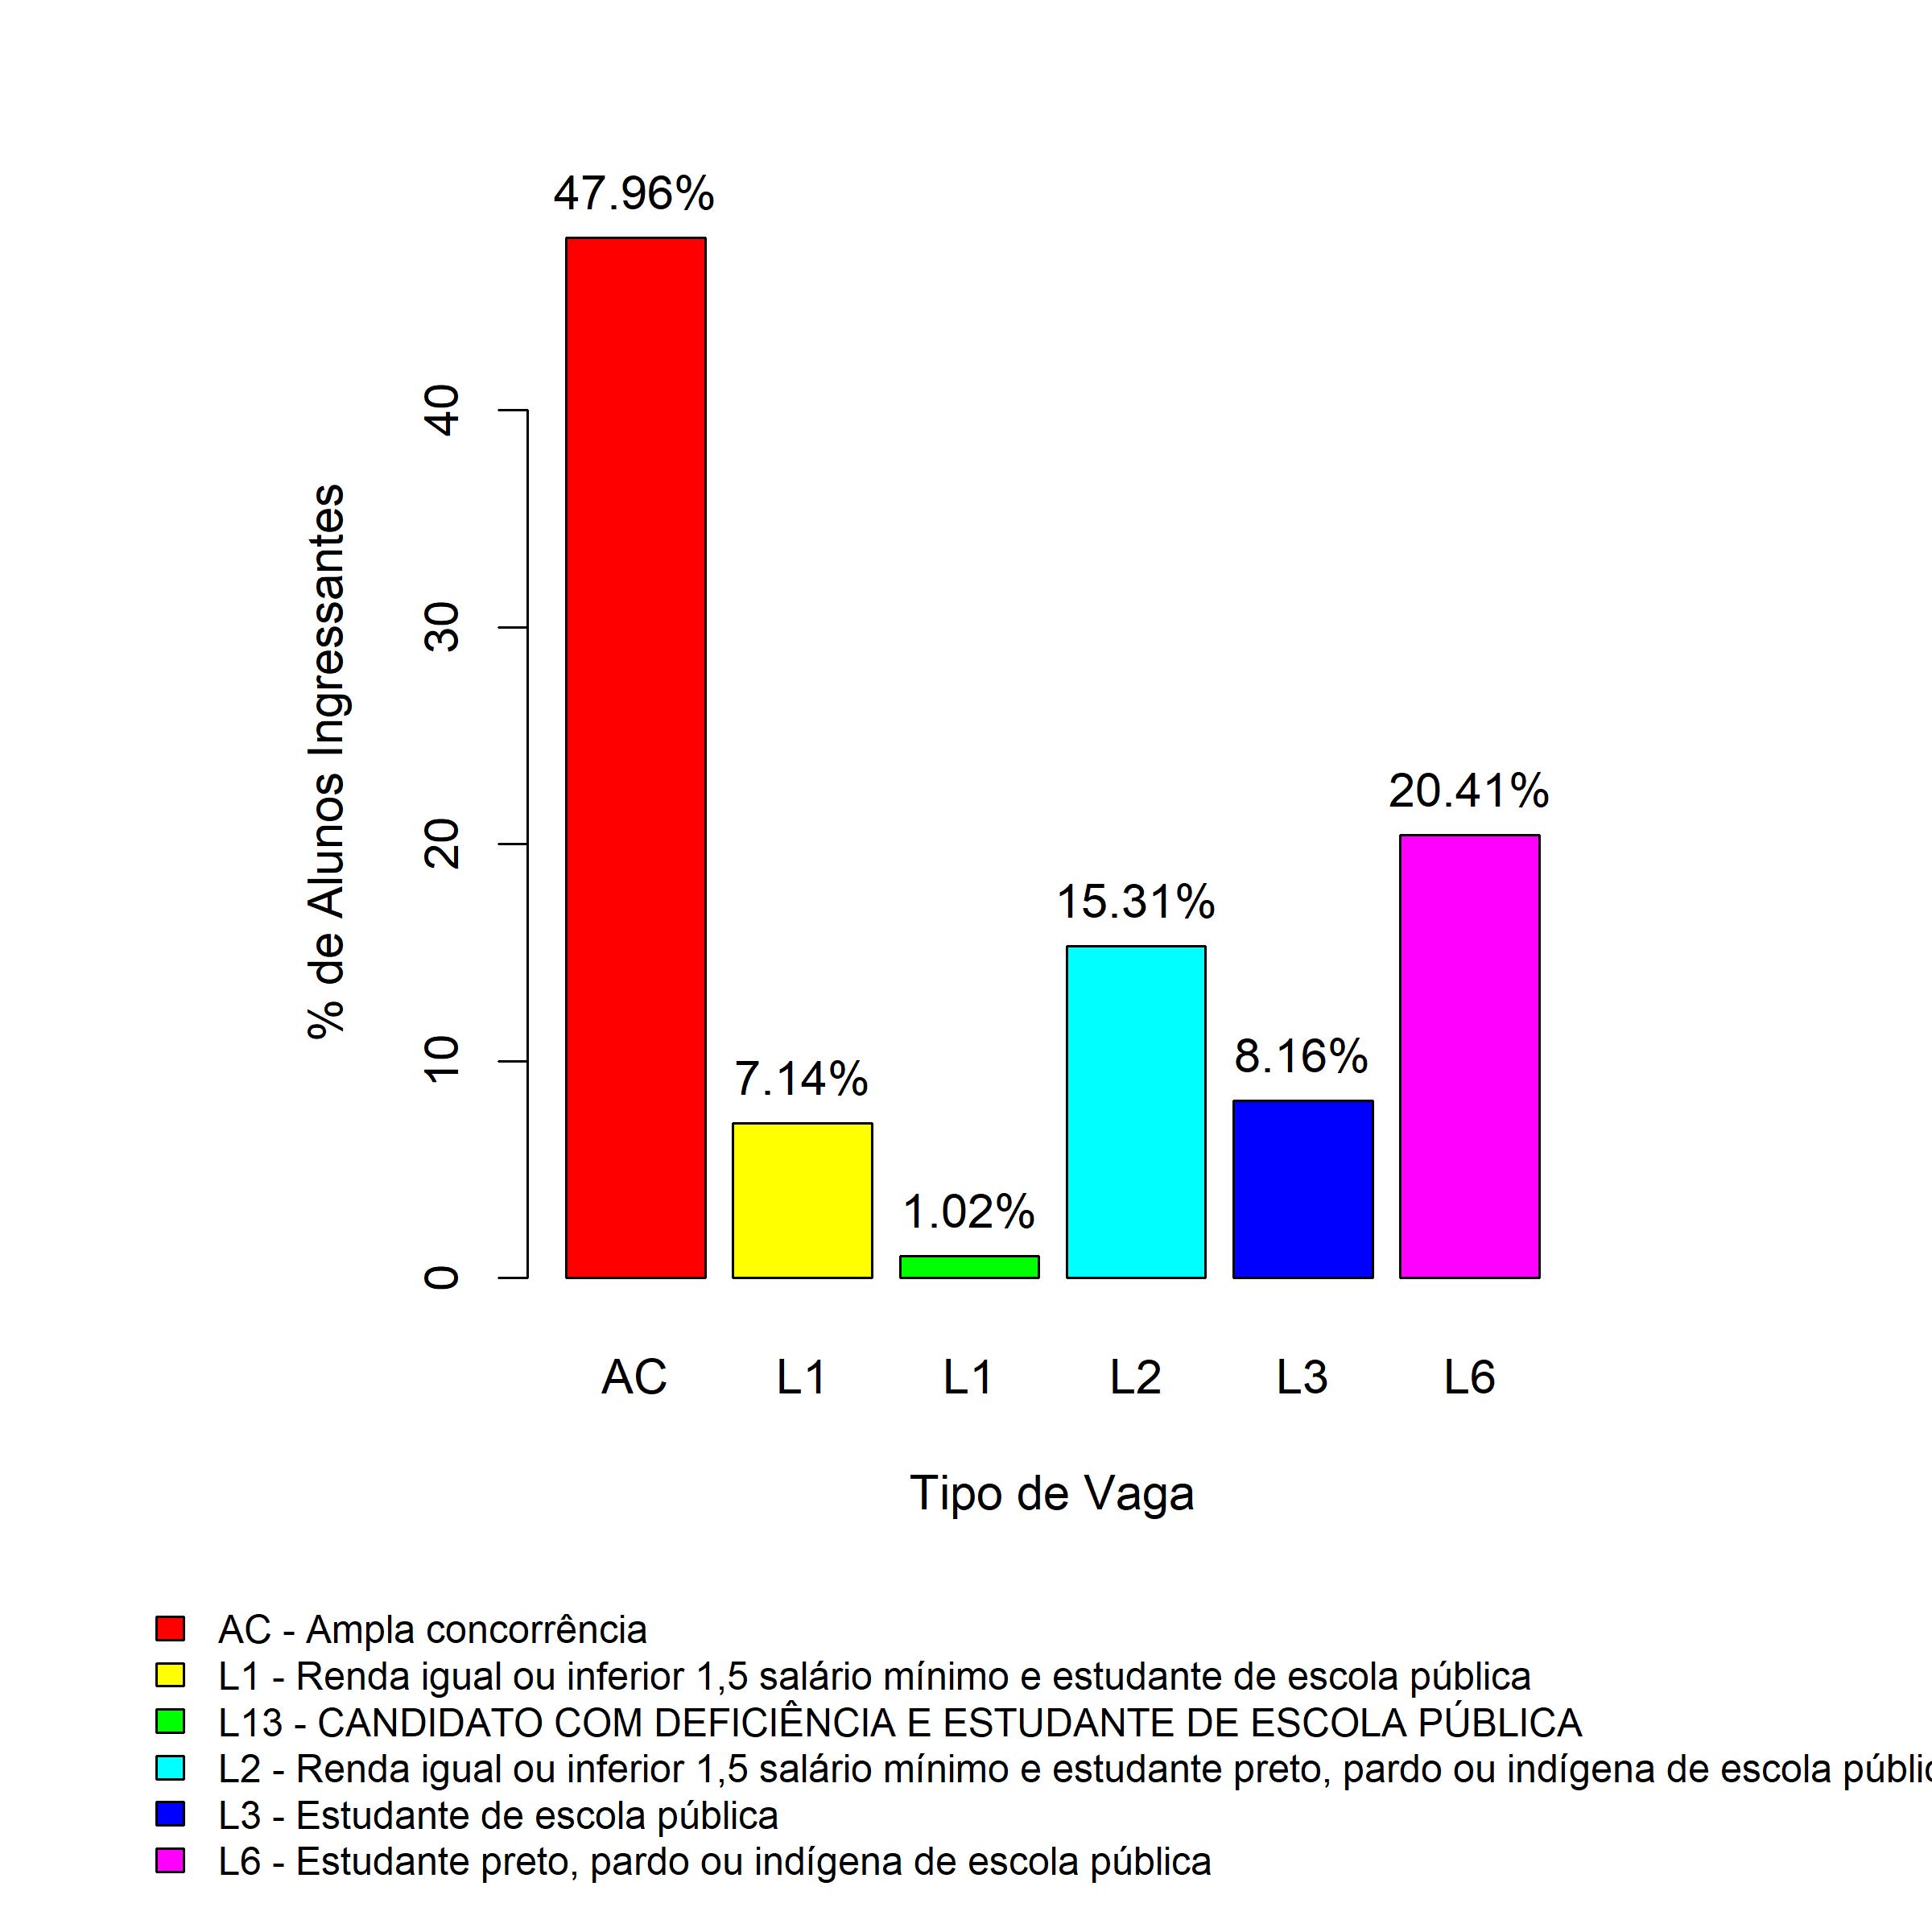 47.96%
% de Alunos Ingressantes
40
30
20
10
0
20.41%
15.31%
8.16%
7.14%
1.02%
AC L1 L1 L2 L3 L6
Tipo de Vaga
AC - Ampla concorrência
L1 - Renda igual ou inferior 1,5 salário mínimo e estudante de escola pública
L13 - CANDIDATO COM DEFICIÊNCIA E ESTUDANTE DE ESCOLA PÚBLICA
L2 - Renda igual ou inferior 1,5 salário mínimo e estudante preto, pardo ou indígena de escola
L3 - Estudante de escola pública
L6 - Estudante preto, pardo ou indígena de escola pública